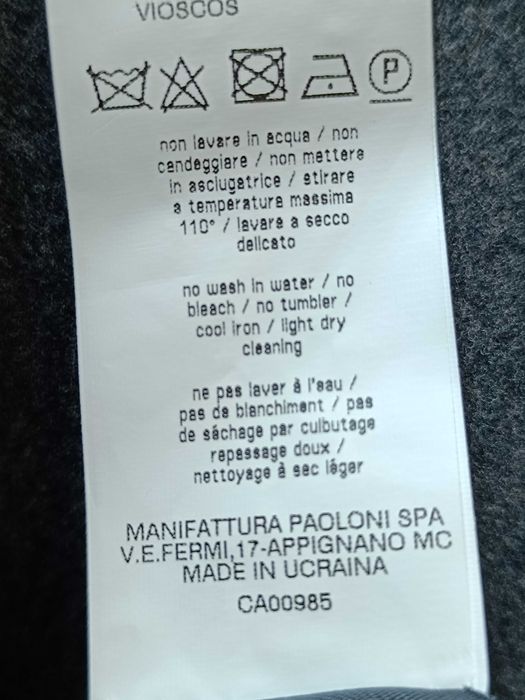 VIOSCOS
P
non lavare in acqua / non
candeggiare / non mettere
in asciugatrice / stirare
a temperatura massima
110° / lavare a secco
delicato
no wash in water / no
bleach / no tumbler /
cool iron / light dry
cleaning
ne pas laver à l'eau /
pas de blanchiment / pas
de séchage par culbutage
repassage doux /
nettoyage à sec léger
MANIFATTURA PAOLONI SPA
V.E.FERMI,17-APPIGNANO MC
MADE IN UCRAINA
CA00985